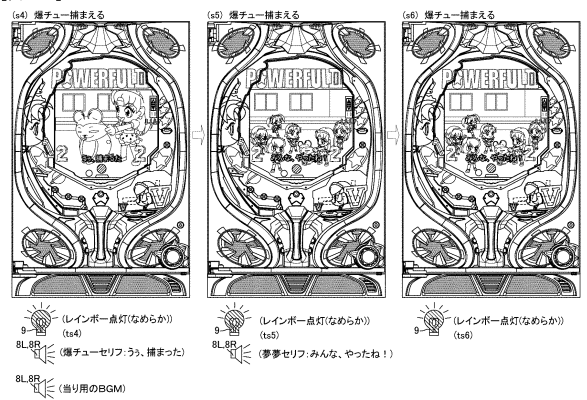 (s4) 爆チュー捕まえる
(s5) 爆チュー捕まえる
(s6) 爆チュー捕まえる
POWERFUL
POWERFUL
POWERFUL
2 2
うぅ、捕まった
2 2
みんな、やったね!
2 2
みんな、やったね!
V
V
V
9
(レインボー点灯(なめらか))
(ts4)
8L,8R
(爆チューセリフ:うぅ、捕まった)
8L,8R
(当り用のBGM)
9
(レインボー点灯(なめらか))
(ts5)
8L,8R
(夢夢セリフ:みんな、やったね!)
9
(レインボー点灯(なめらか))
(ts6)